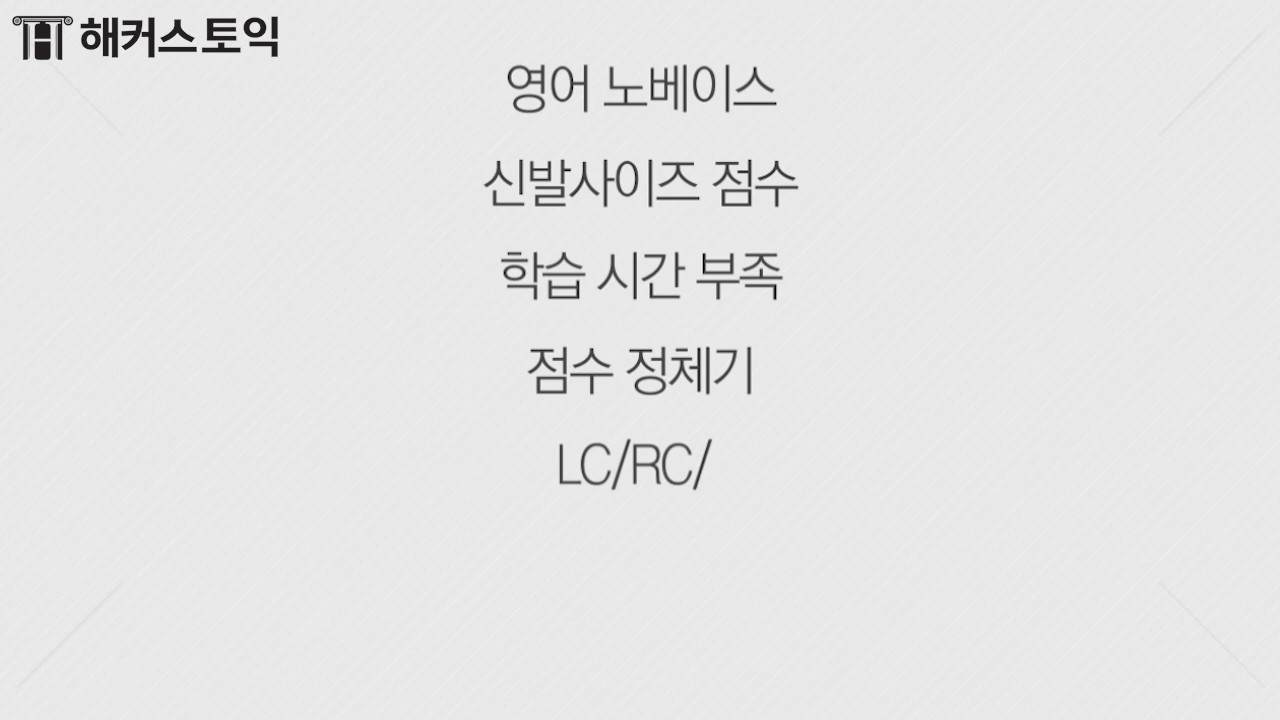 해커스 토익
영어 노베이스
신발사이즈 점수
학습 시간 부족
점수 정체기
LC/RC/